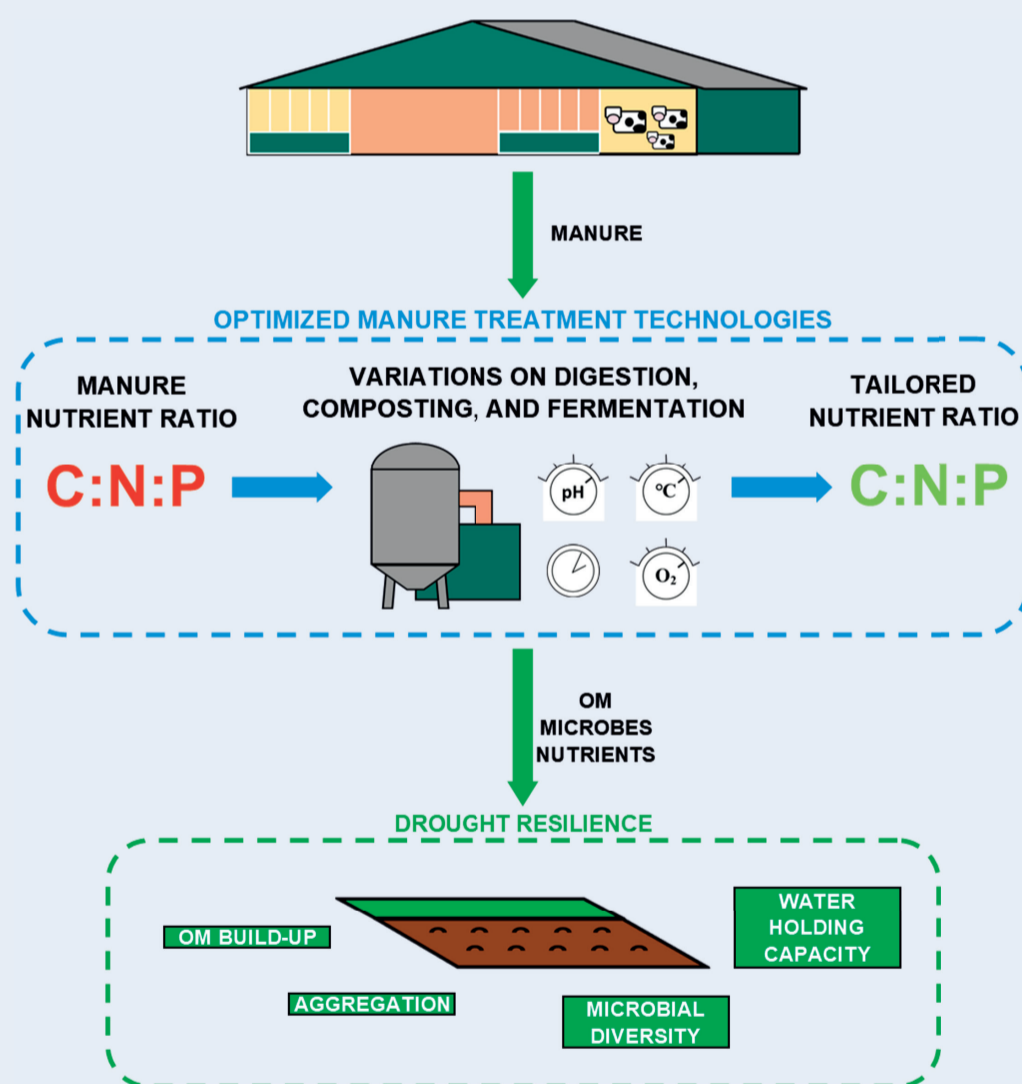 MANURE
OPTIMIZED MANURE TREATMENT TECHNOLOGIES
MANURE
NUTRIENT RATIO
C:N:P
VARIATIONS ON DIGESTION,
COMPOSTING, AND FERMENTATION
pH
°C
O₂
TAILORED
NUTRIENT RATIO
C:N:P
OM
MICROBES
NUTRIENTS
DROUGHT RESILIENCE
OM BUILD-UP
AGGREGATION
MICROBIAL
DIVERSITY
WATER
HOLDING
CAPACITY